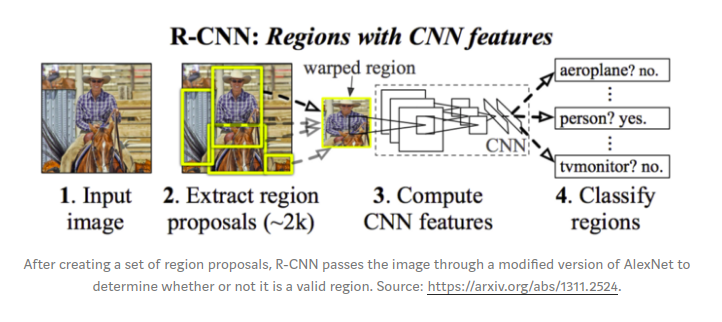 R-CNN: Regions with CNN features
warped region
aeroplane? no.
person? yes.
tvmonitor? no.
CNN
1. Input
image
2. Extract region
proposals (~2k)
3. Compute
CNN features
4. Classify
regions
After creating a set of region proposals, R-CNN passes the image through a modified version of AlexNet to
determine whether or not it is a valid region. Source: https://arxiv.org/abs/1311.2524.